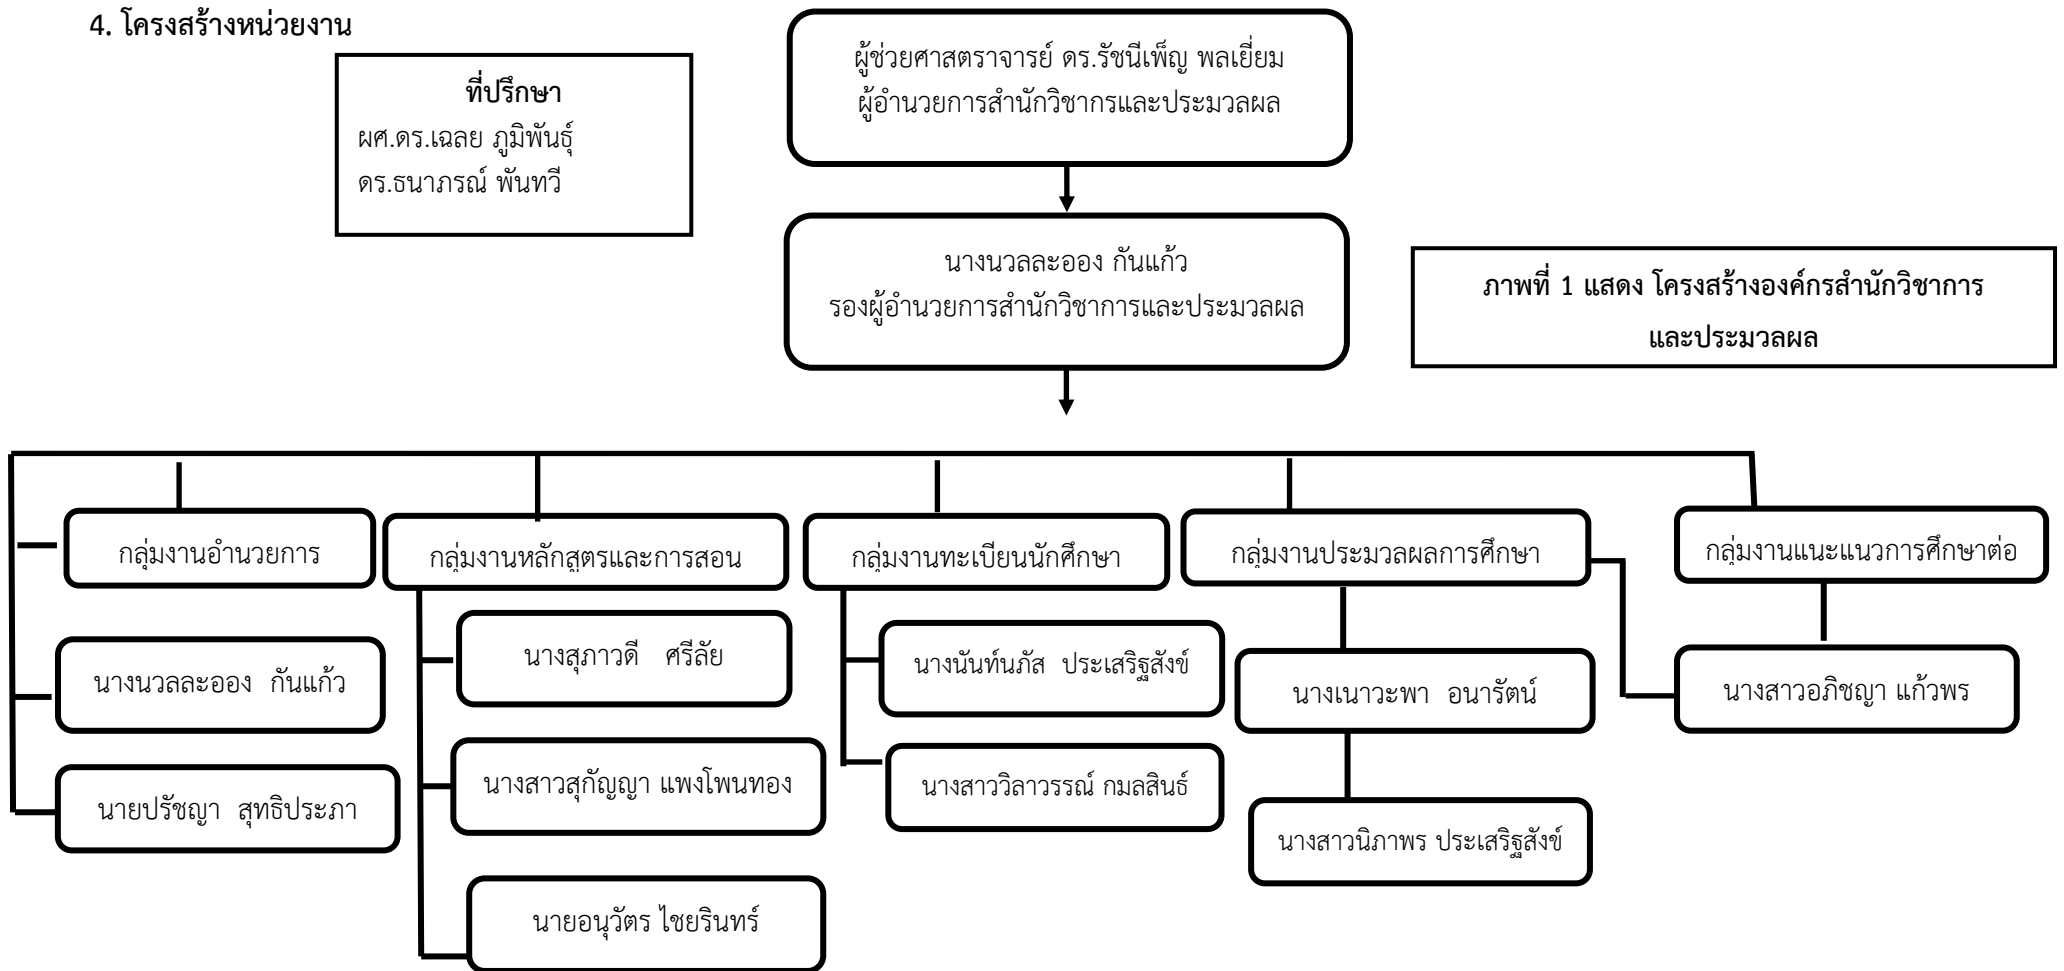 4. โครงสร้างหน่วยงาน
ที่ปรึกษา
ผศ.ดร.เฉลย ภูมิพันธุ์
ดร.ธนาภรณ์ พันทวี
ผู้ช่วยศาสตราจารย์ ดร.รัชนีเพ็ญ พลเยี่ยม
ผู้อำนวยการสำนักวิชากรและประมวลผล
นางนวลละออง กันแก้ว
รองผู้อำนวยการสำนักวิชาการและประมวลผล
ภาพที่ 1 แสดง โครงสร้างองค์กรสำนักวิชาการ
และประมวลผล
กลุ่มงานอำนวยการ
กลุ่มงานหลักสูตรและการสอน
กลุ่มงานทะเบียนนักศึกษา
กลุ่มงานประมวลผลการศึกษา
กลุ่มงานแนะแนวการศึกษาต่อ
นางนวลละออง กันแก้ว
นายปรัชญา สุทธิประภา
นางสุภาวดี ศรีลัย
นางสาวสุกัญญา แพงโพนทอง
นายอนุวัตร ไชยรินทร์
นางนันท์นภัส ประเสริฐสังข์
นางสาววิลาวรรณ์ กมลสินธ์
นางเนาวะพา อนารัตน์
นางสาวนิภาพร ประเสริฐสังข์
นางสาวอภิชญา แก้วพร